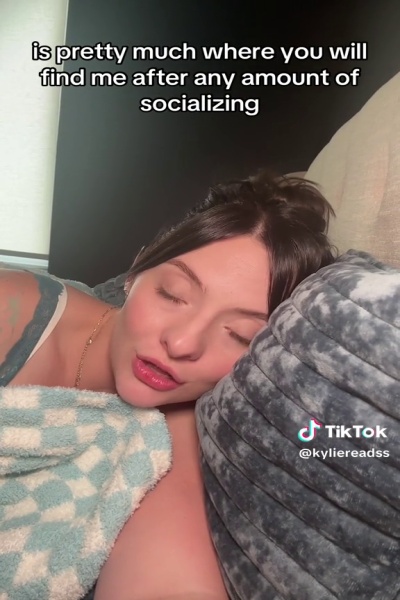 is pretty much where you will
find me after any amount of
socializing
TikTok
@kyliereadss